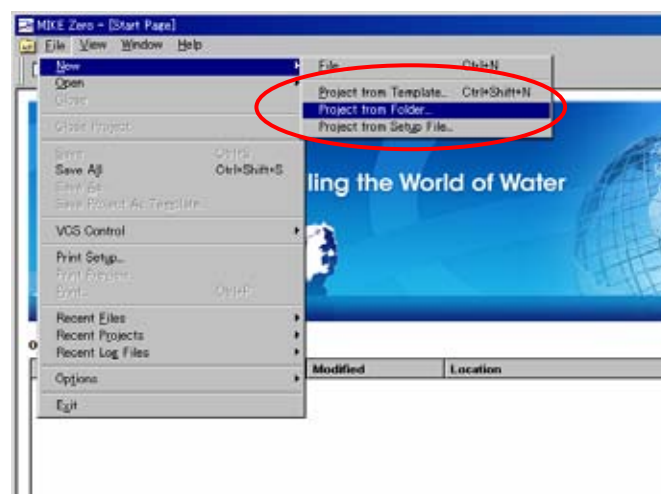 MIKE Zero - [Start Page]
File View Window Help
New
Open
Close
Close Project
Save Ctrl+S
Save All Ctrl+Shift+S
Save As
Save Project As Template...
VCS Control
Print Setup...
Print Preview...
Print... Ctrl+P
Recent Files
Recent Projects
Recent Log Files
Options
Exit
File... Ctrl+N
Project from Template... Ctrl+Shift+N
Project from Folder...
Project from Setup File...
ling the World of Water
Modified Location